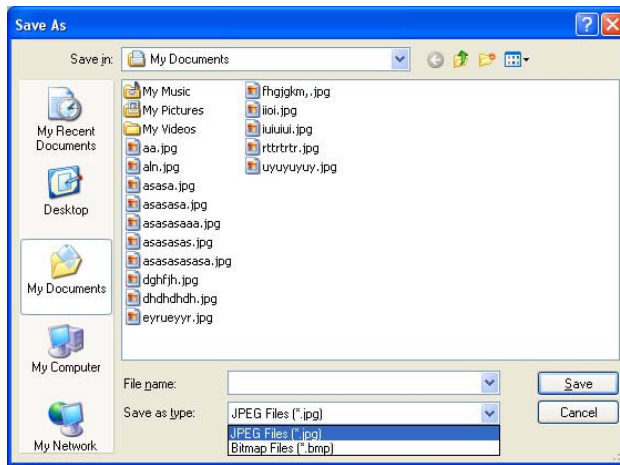 Save As
Save in:
My Documents
My Recent
Documents
Desktop
My Documents
My Computer
My Network
My Music
My Pictures
My Videos
aa.jpg
aln.jpg
asasa.jpg
asasasa.jpg
asasasaaa.jpg
asasasas.jpg
asasasasasa.jpg
dghfjh.jpg
dhdhdhdh.jpg
eyrueyyr.jpg
fhgjgkm,.jpg
iioi.jpg
iuiuiui.jpg
rttrtrtr.jpg
uyuyuyuy.jpg
File name:
Save
Save as type:
JPEG Files (*.jpg)
Cancel
JPEG Files (*.jpg)
Bitmap Files (*.bmp)